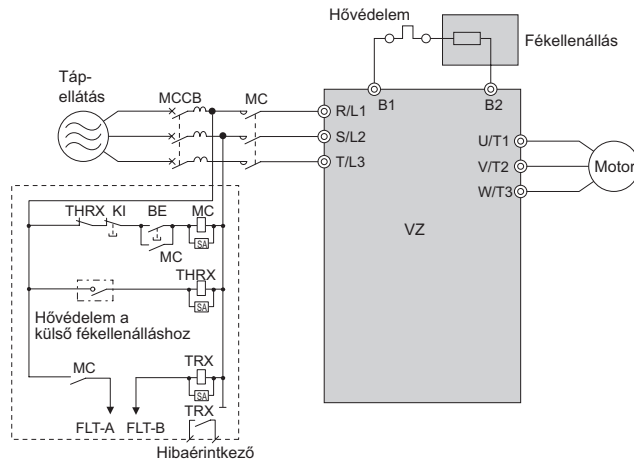 Hővédelem
Fékellenállás
Táp-
ellátás
MCCB
MC
B1
B2
R/L1
S/L2
T/L3
U/T1
V/T2
W/T3
Motor
VZ
THRX
KI
BE
MC
SA
MC
THRX
SA
Hővédelem a
külső fékellenálláshoz
MC
TRX
SA
FLT-A
FLT-B
TRX
Hibaérintkező